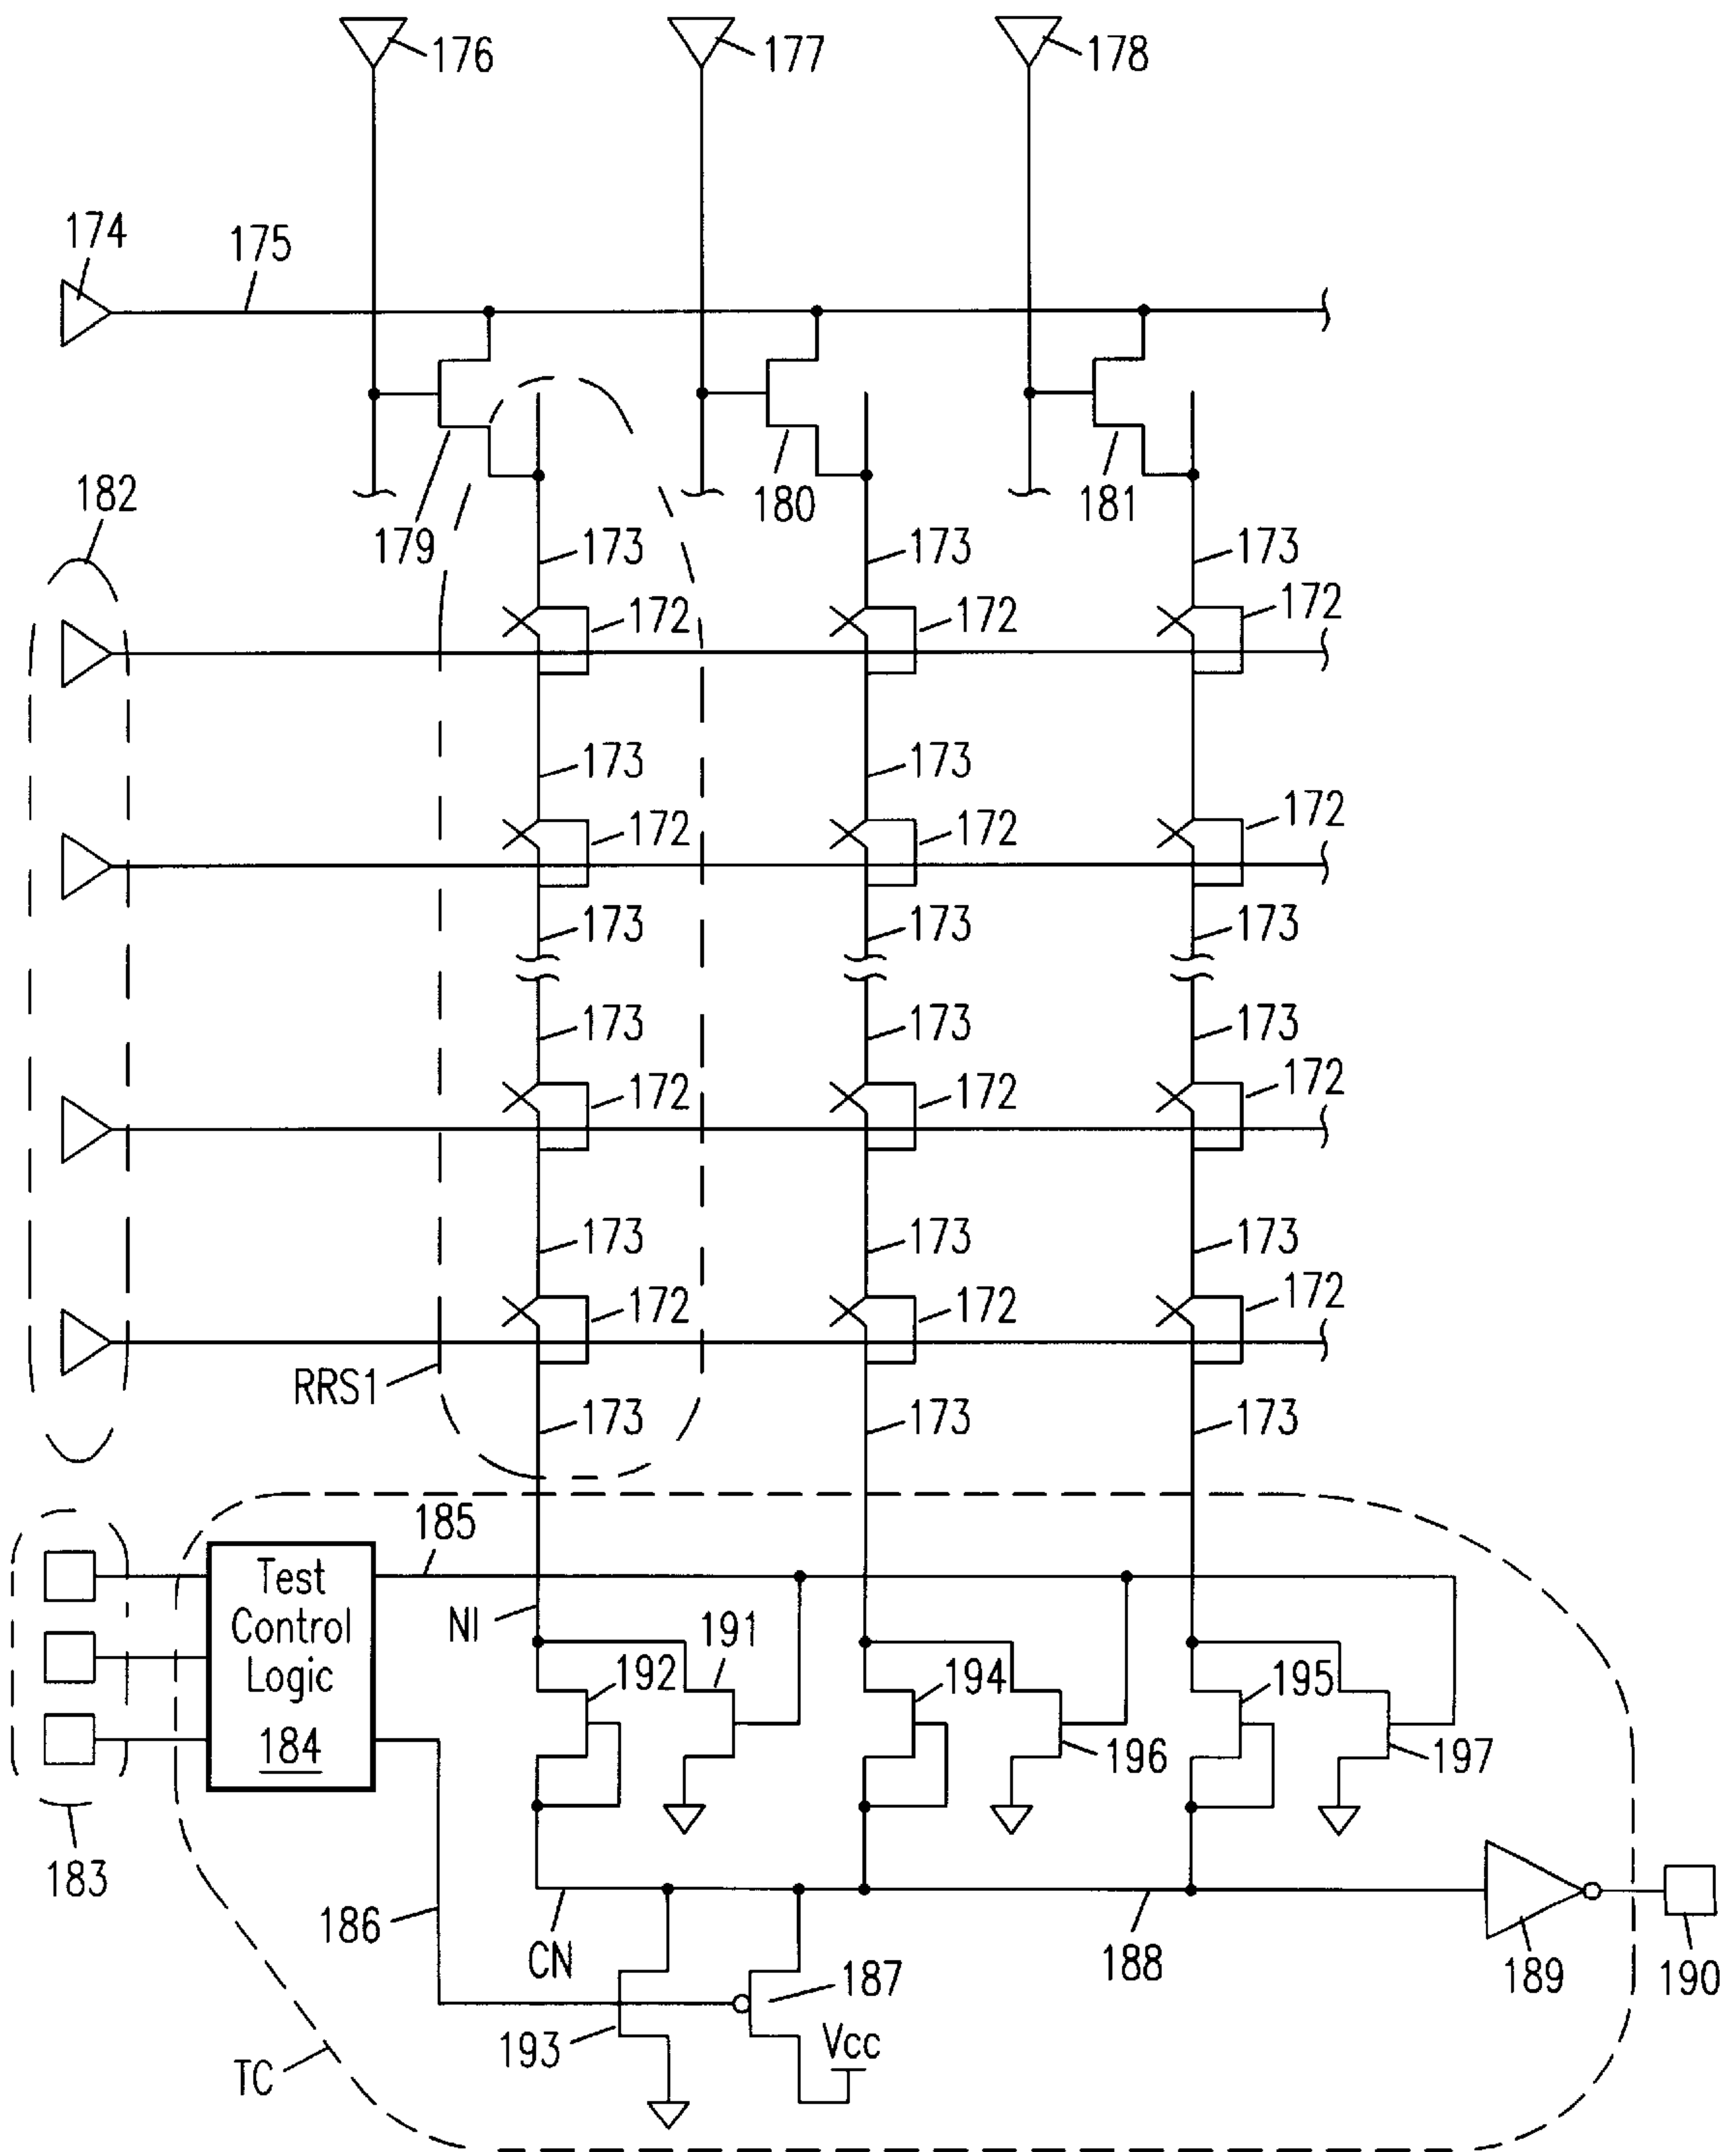 176 177 178
174 175
182 179 180 181
173 173 173
172 172 172
173 173
172 172 172
173 173 173
173 173 173
172 172 172
173 173 173
172 172 172
RRS1 173 173 173
185
Test
Control
Logic
184
NI 191
192 194 195
196 197
183
186 CN 188 189 190
187
193 Vcc
TC